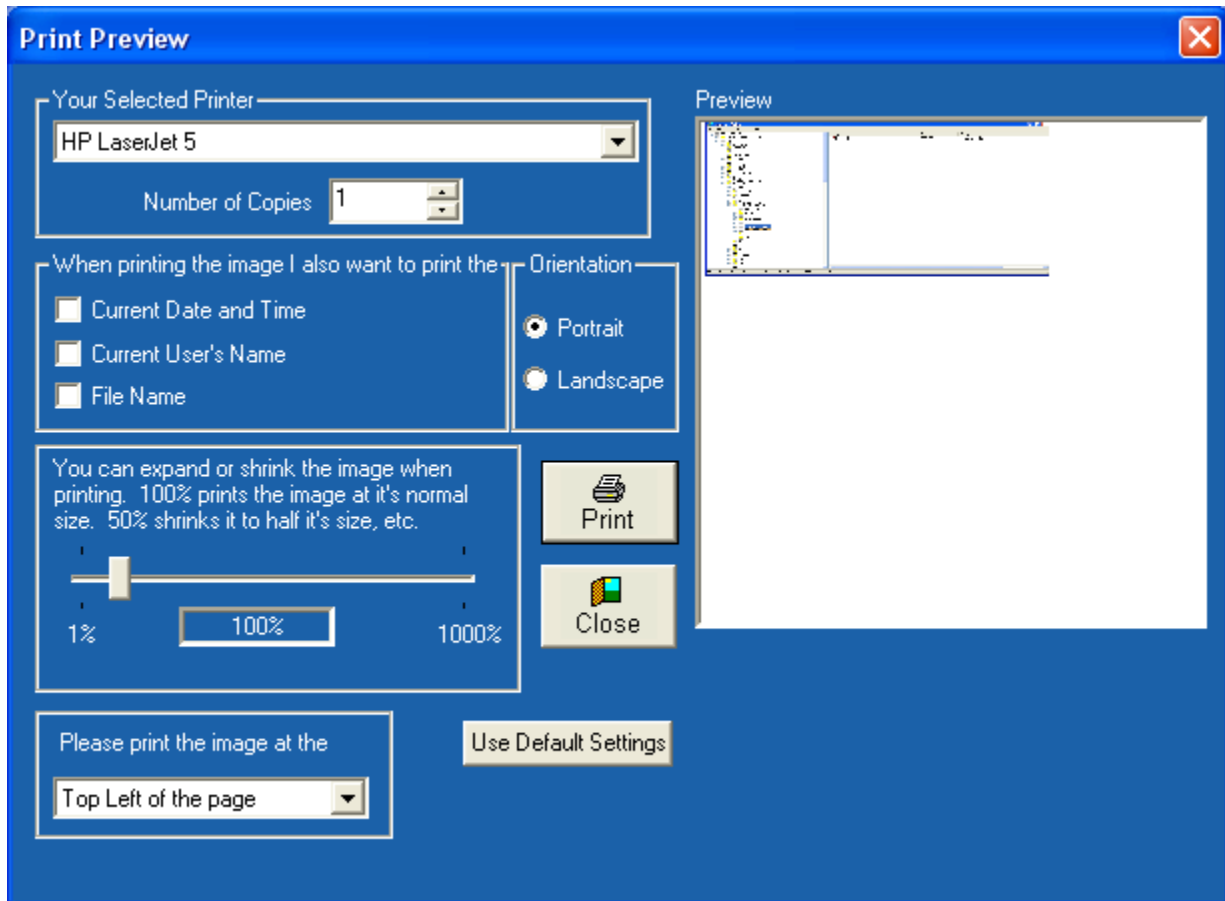 Print Preview
Your Selected Printer
HP LaserJet 5
Number of Copies 1
Preview
When printing the image I also want to print the
Current Date and Time
Current User's Name
File Name
Orientation
Portrait
Landscape
You can expand or shrink the image when
printing. 100% prints the image at it's normal
size. 50% shrinks it to half it's size, etc.
1%
100%
1000%
Print
Close
Please print the image at the
Top Left of the page
Use Default Settings